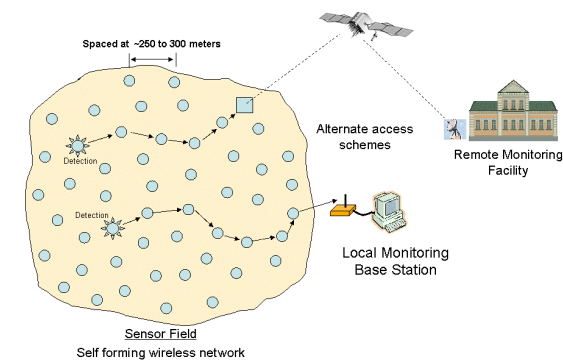 Spaced at ~250 to 300 meters
Alternate access
schemes
Remote Monitoring
Facility
Detection
Detection
Local Monitoring
Base Station
Sensor Field
Self forming wireless network